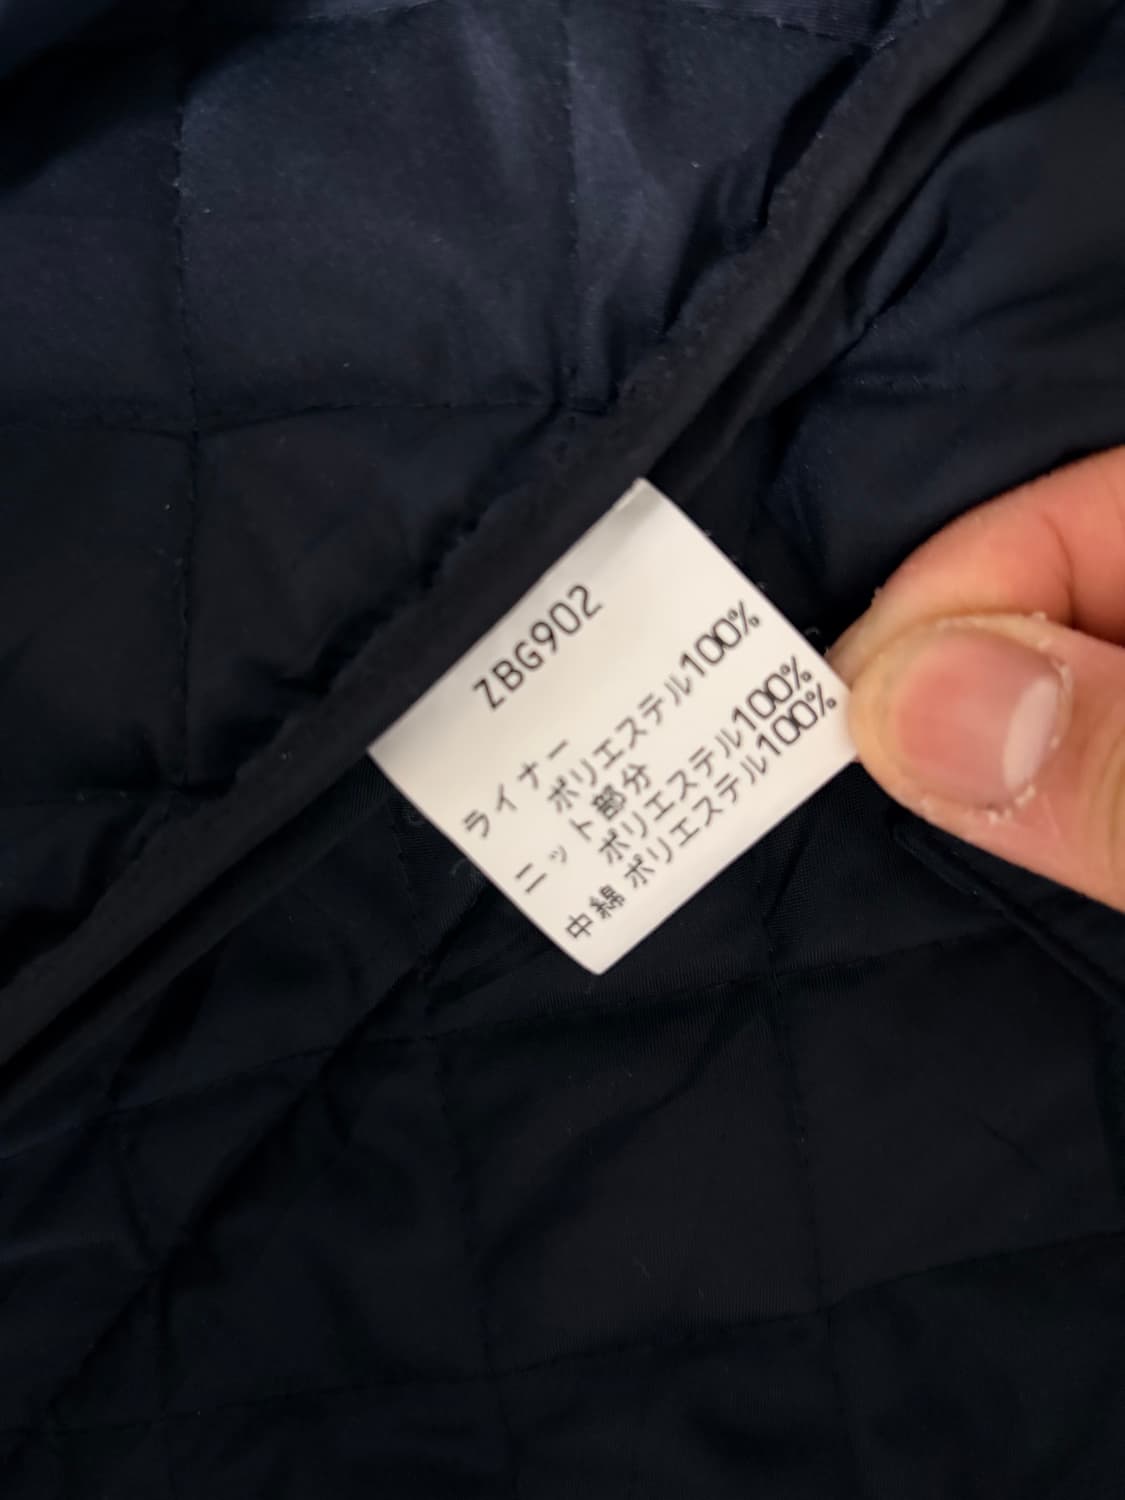 ZBG902
ライナー
ポリエステル100%
ニット部分
ポリエステル100%
中綿 ポリエステル100%